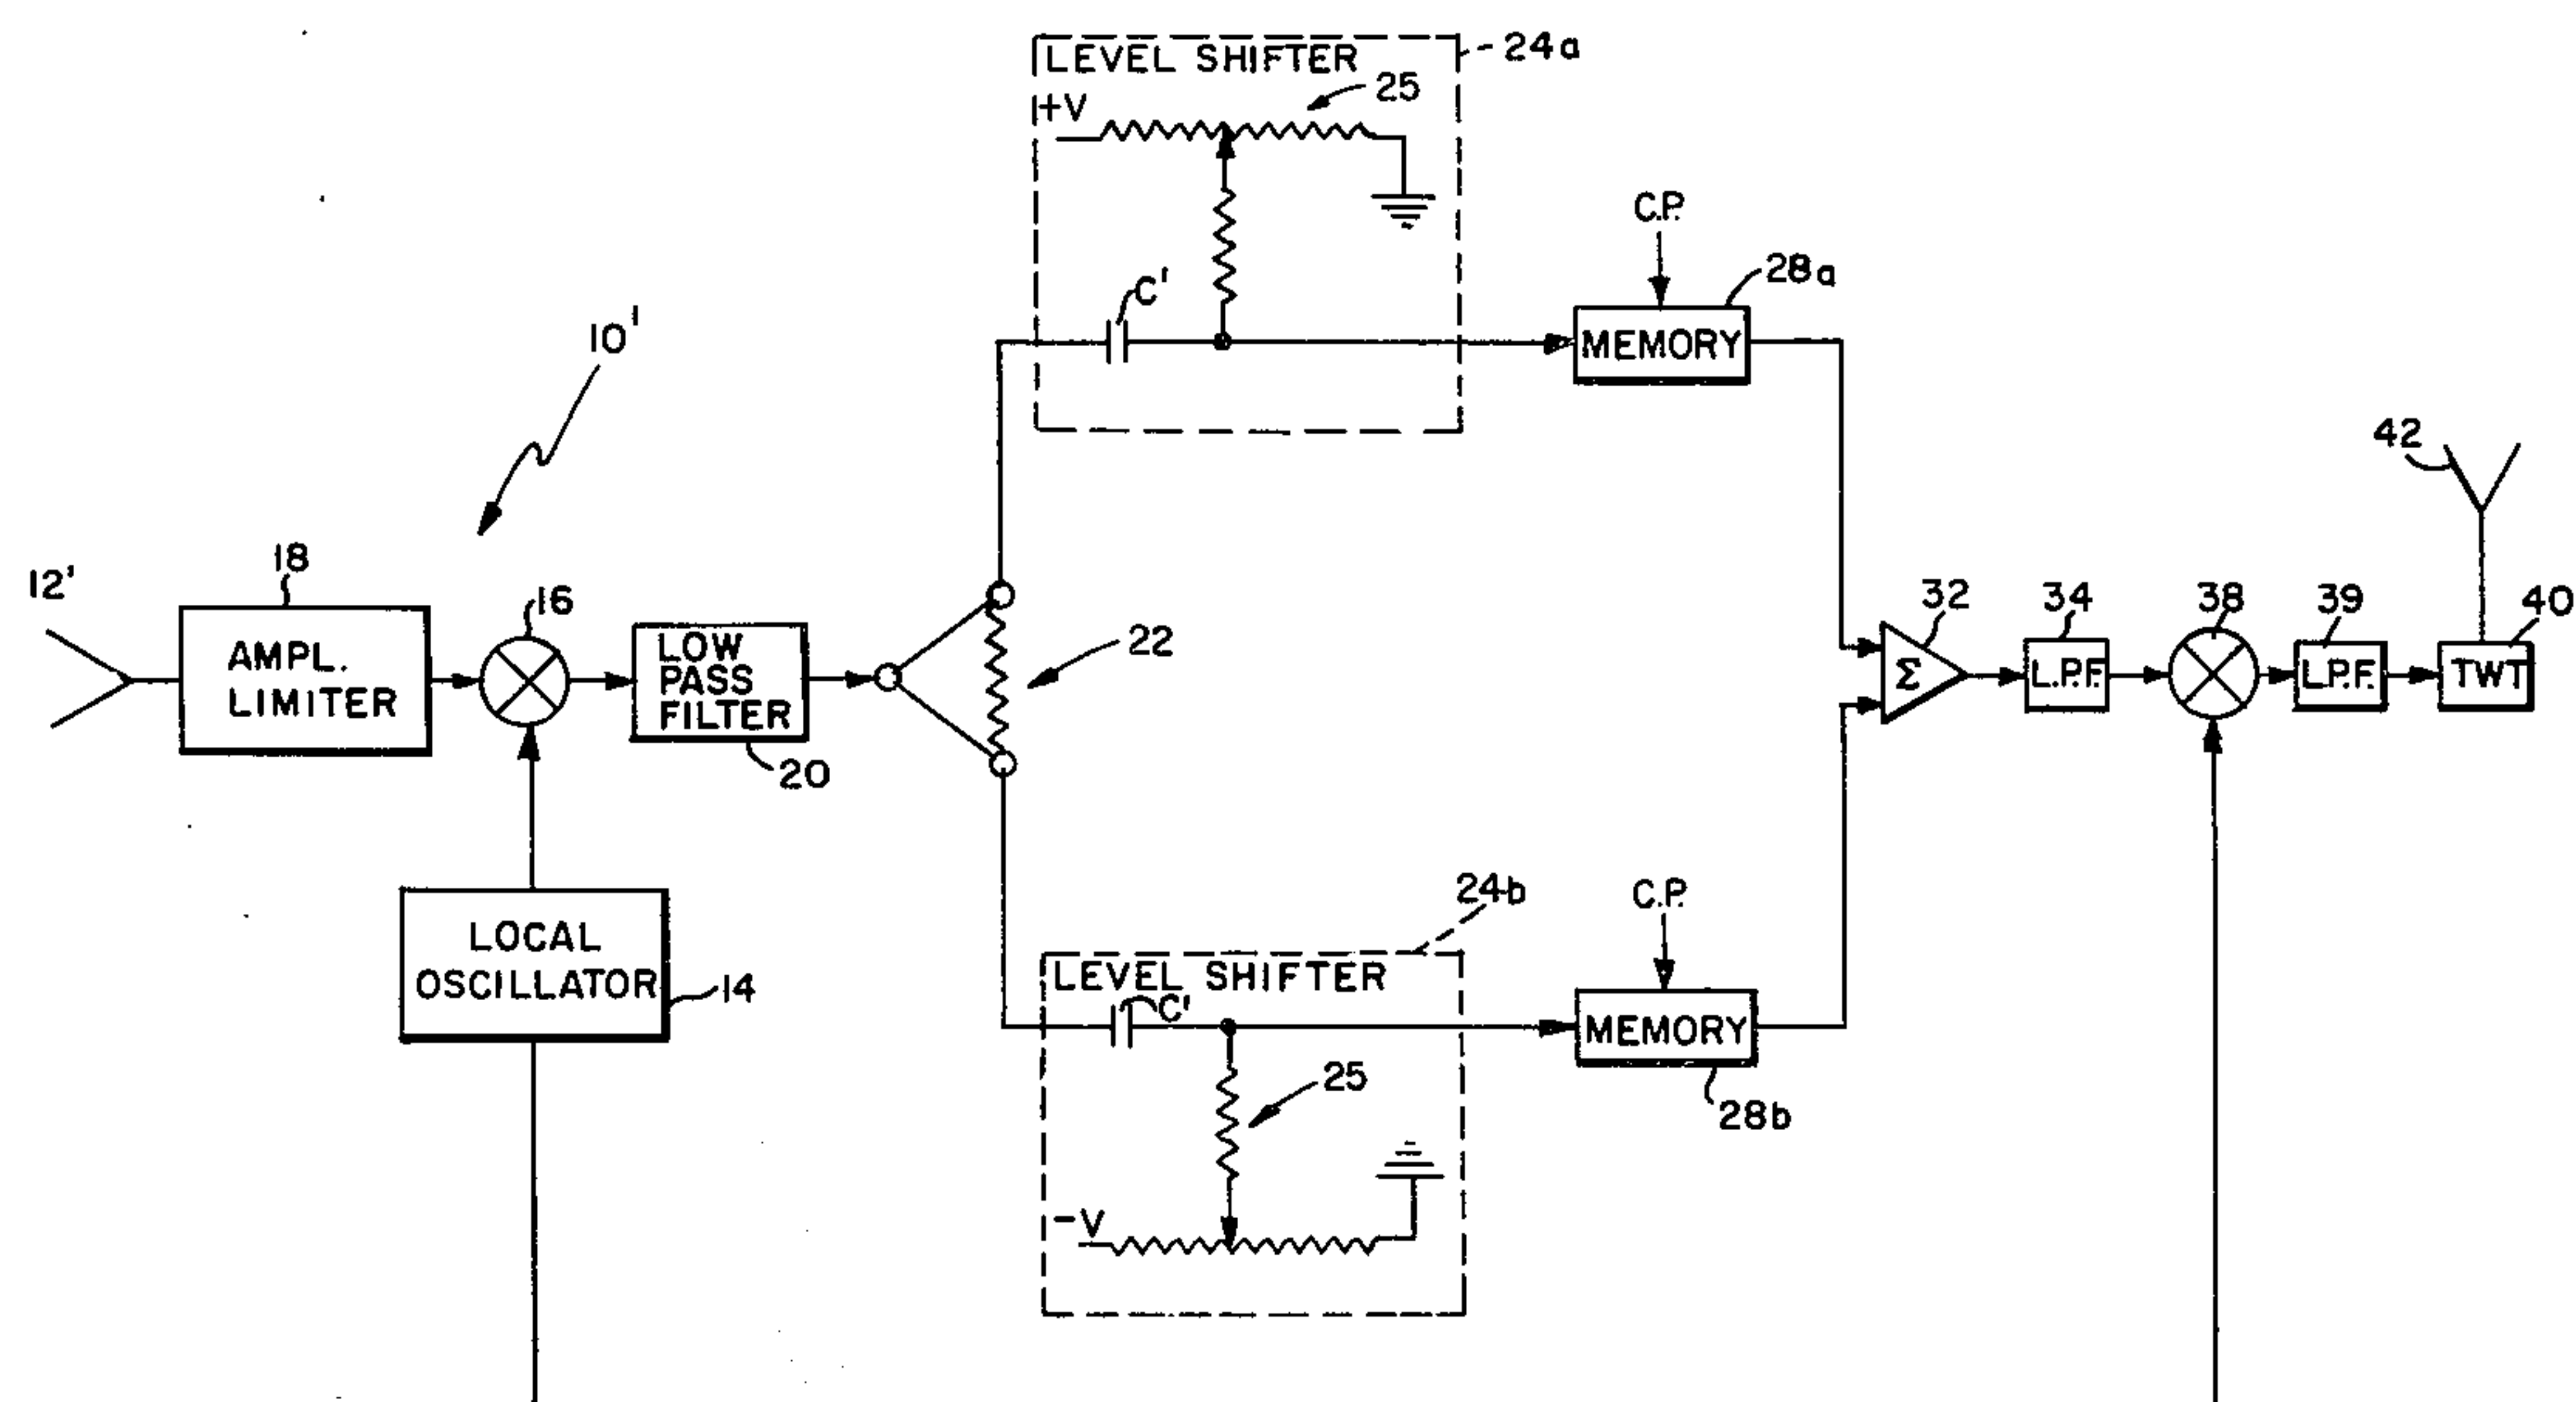 LEVEL SHIFTER
24a
25
+V
C.P.
28a
C'
MEMORY
10'
42
12'
18
16
AMPL.
LIMITER
LOW
PASS
FILTER
20
22
32
34
38
39
40
Σ
L.P.F.
L.P.F.
TWT
LOCAL
OSCILLATOR
14
24b
C.P.
LEVEL SHIFTER
C'
MEMORY
25
28b
-V